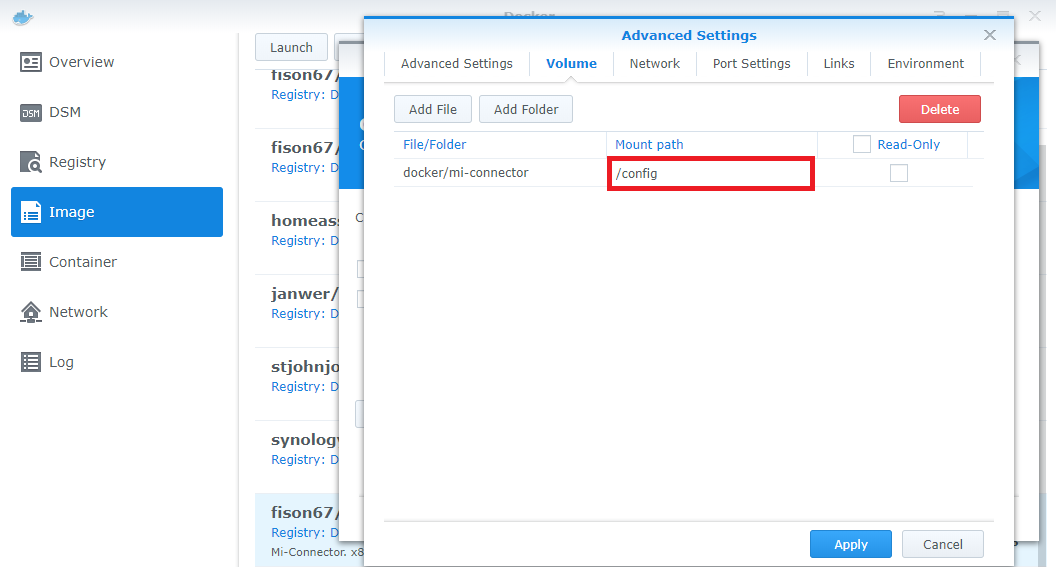 Docker
Overview
DSM
DSM
Registry
Image
Container
Network
Log
Launch
fison67/
Registry: D
fison67/
Registry: D
homeass
Registry: D
janwer/
Registry: D
stjohnjo
Registry: D
synology
Registry: D
fison67/
Registry: D
Mi-Connector. x8
Advanced Settings
Advanced Settings
Volume
Network
Port Settings
Links
Environment
Add File
Add Folder
Delete
File/Folder
Mount path
Read-Only
docker/mi-connector
/config
Apply
Cancel